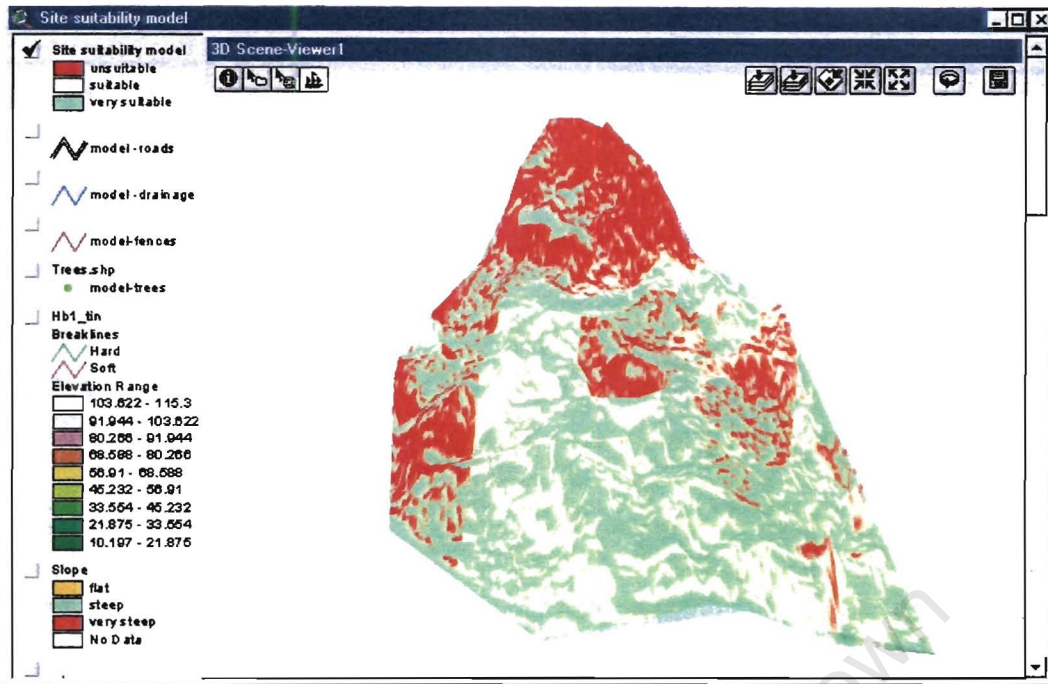 Site suitability model
Site suitability model
unsuitable
suitable
very suitable
model-roads
model-drainage
model-fences
Trees.shp
model-trees
Hb1_tin
Breaklines
Hard
Soft
Elevation Range
103.622 - 115.3
91.944 - 103.622
80.266 - 91.944
68.588 - 80.266
56.91 - 68.588
45.232 - 56.91
33.554 - 45.232
21.875 - 33.554
10.197 - 21.875
Slope
flat
steep
very steep
No Data
3D Scene-Viewer1